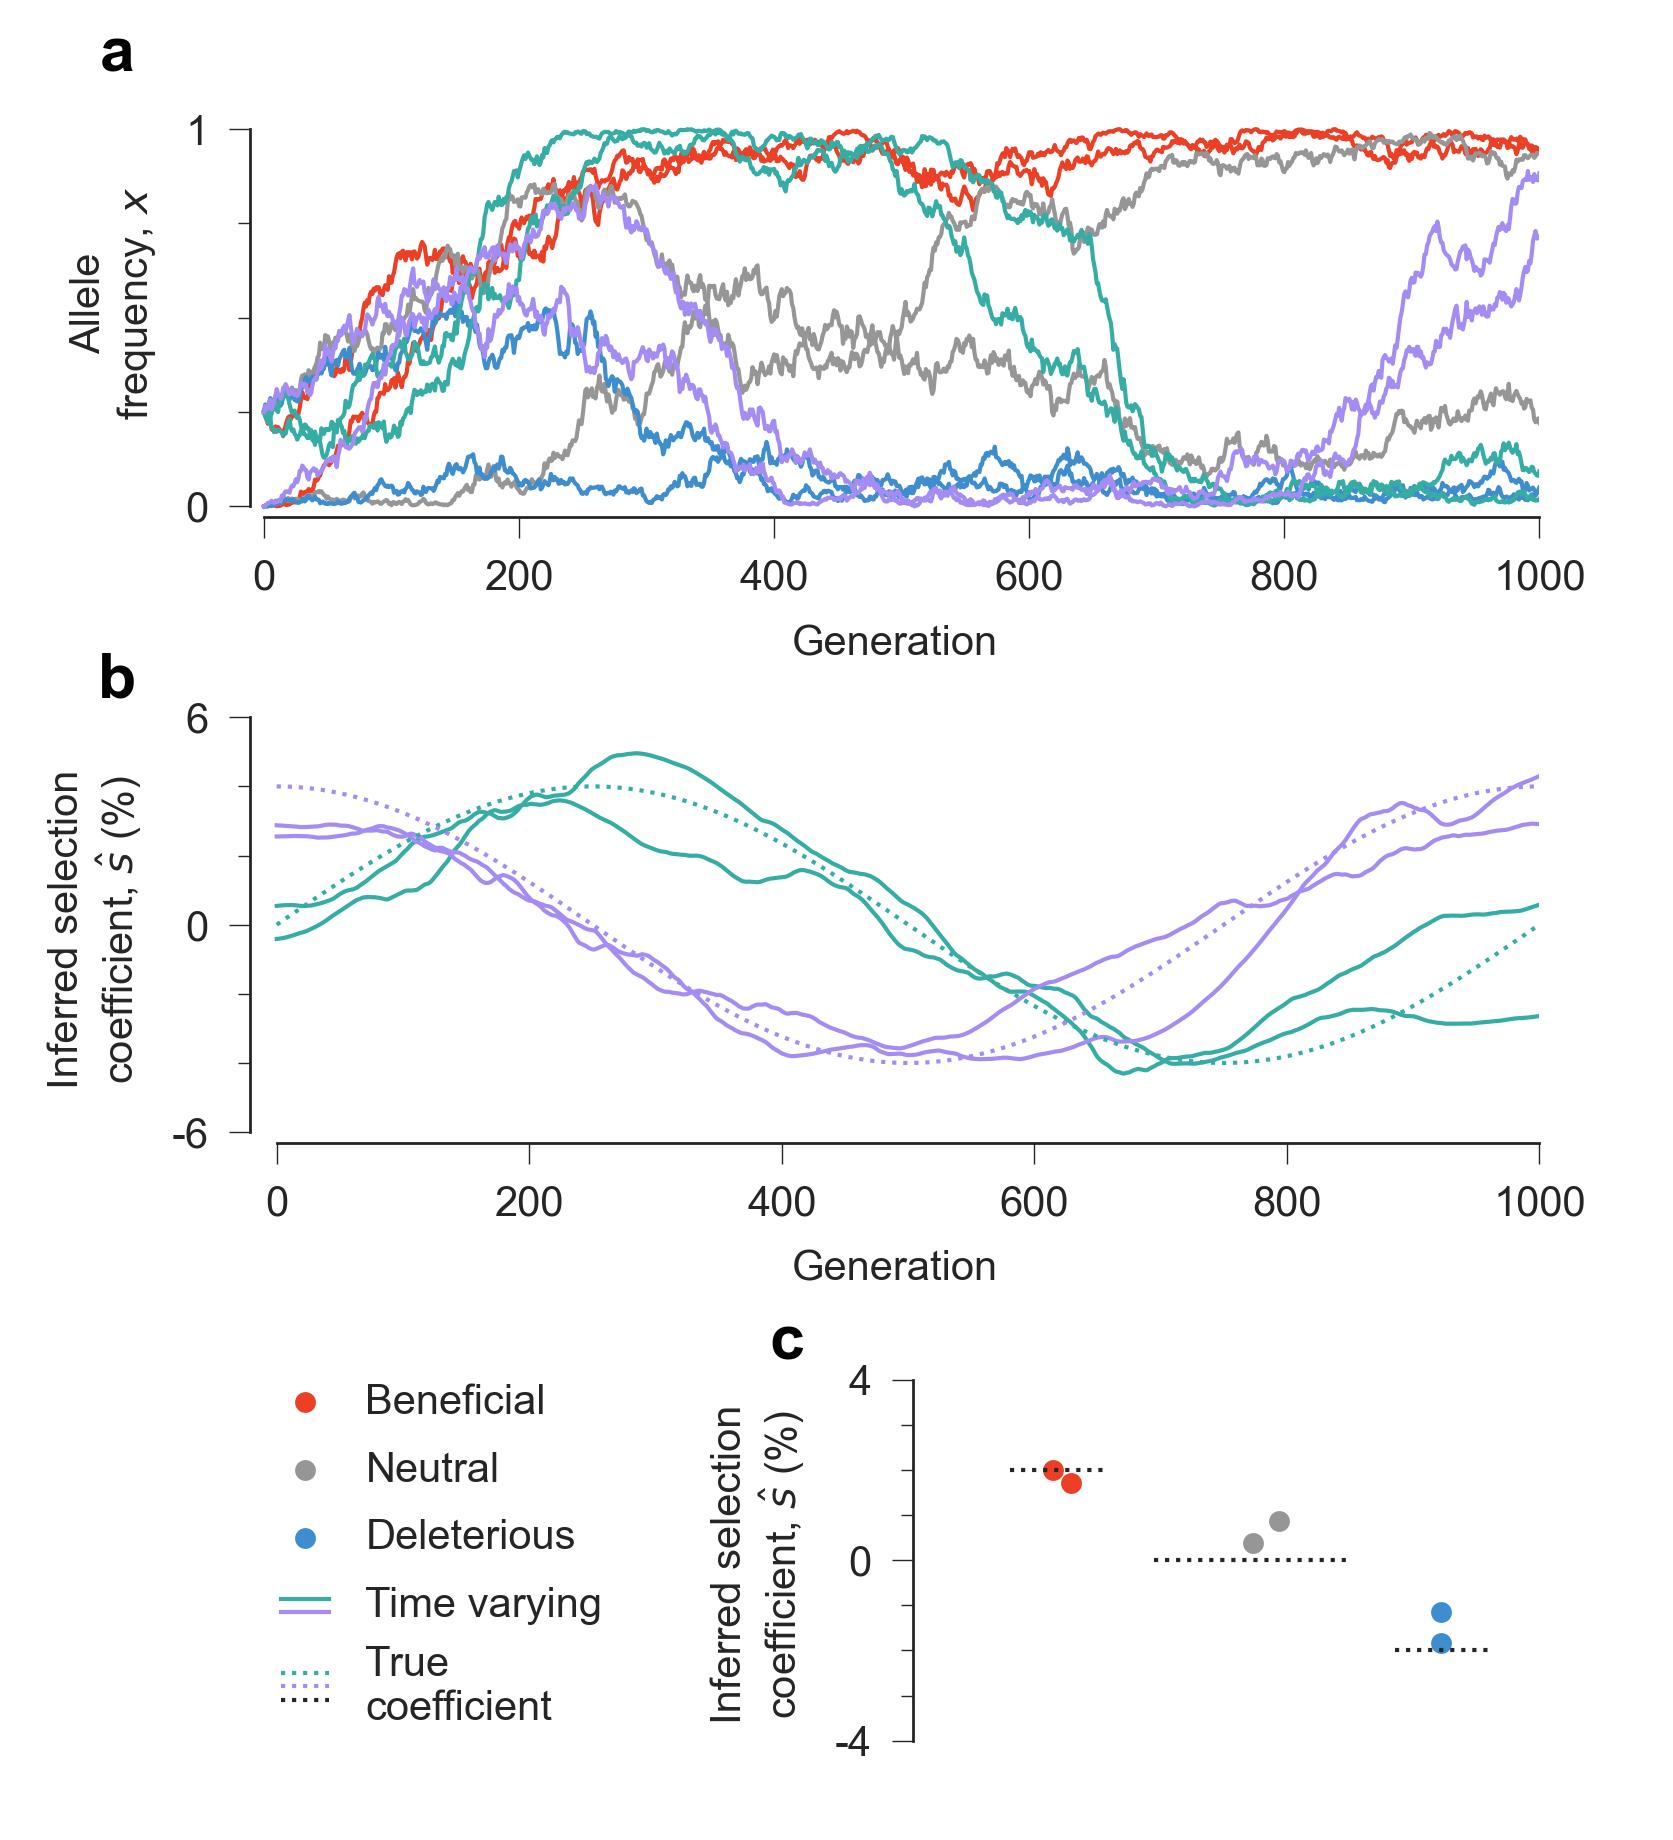 a
1
0
Allele
frequency, x
0 200 400 600 800 1000
Generation
b
6
0
-6
Inferred selection
coefficient, ŝ (%)
0 200 400 600 800 1000
Generation
Beneficial
Neutral
Deleterious
Time varying
True
coefficient
c
4
0
-4
Inferred selection
coefficient, ŝ (%)